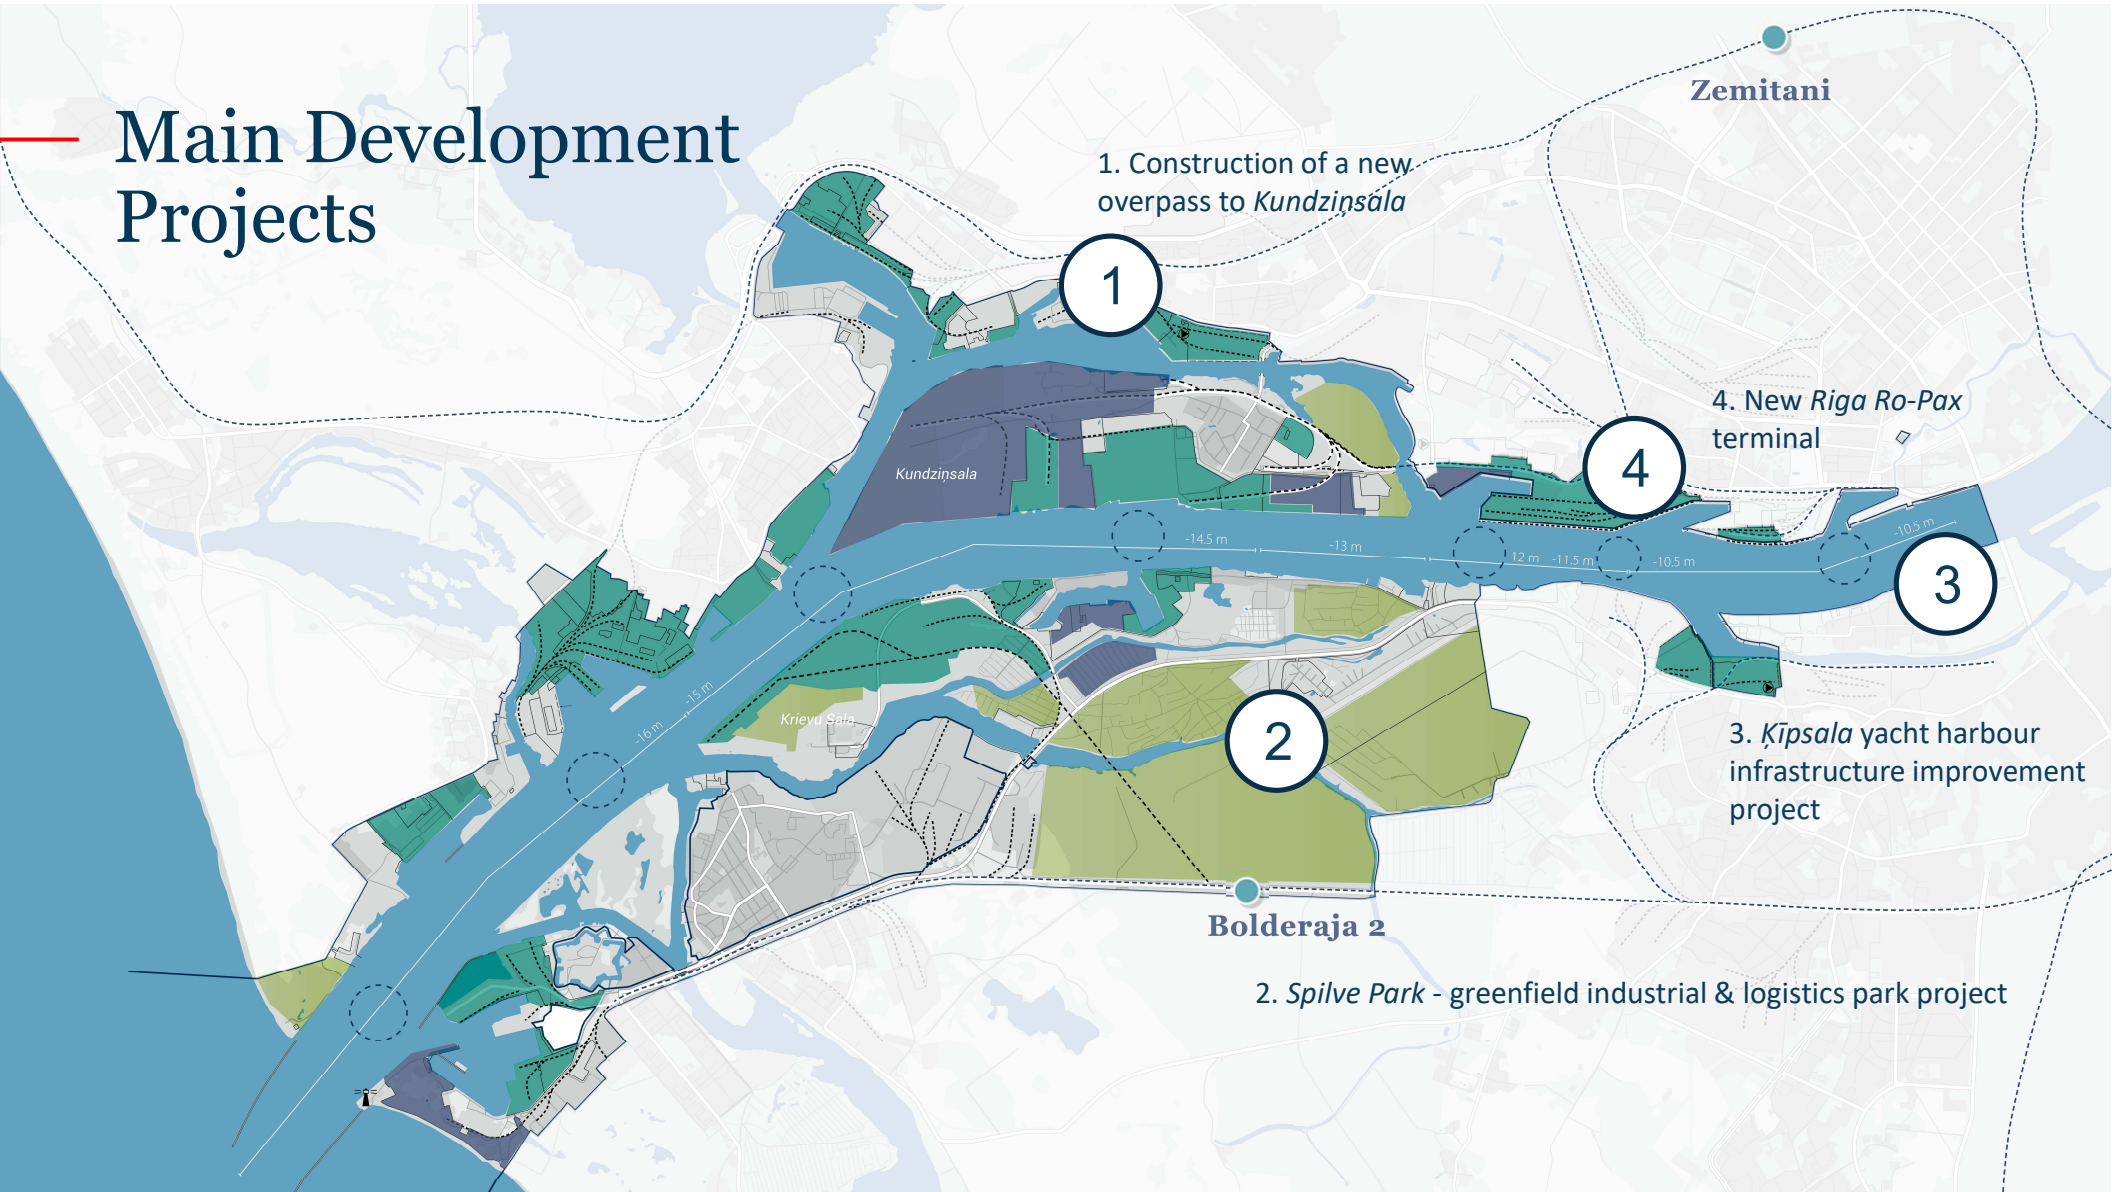 Main Development
Projects
Zemitani
1. Construction of a new
overpass to Kundziņsala
1
Kundziņsala
4. New Riga Ro-Pax
terminal
4
-10.5 m
-14.5 m
-13 m
12 m
-11.5 m
-10.5 m
3
-15 m
-16 m
Krievu Sala
2
3. Ķīpsala yacht harbour
infrastructure improvement
project
Bolderaja 2
2. Spilve Park - greenfield industrial & logistics park project